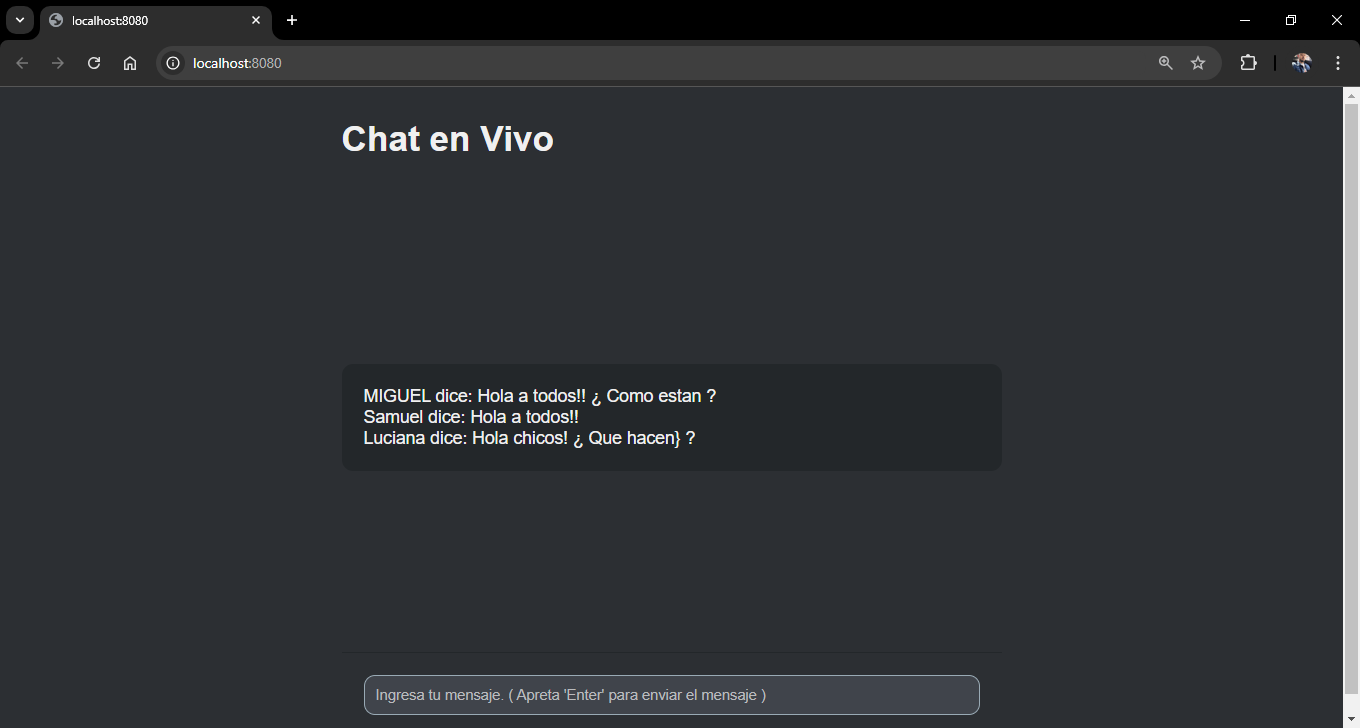 localhost:8080
localhost:8080
Chat en Vivo
MIGUEL dice: Hola a todos!! ¿ Como estan ?
Samuel dice: Hola a todos!!
Luciana dice: Hola chicos! ¿ Que hacen} ?
Ingresa tu mensaje. ( Apreta 'Enter' para enviar el mensaje )